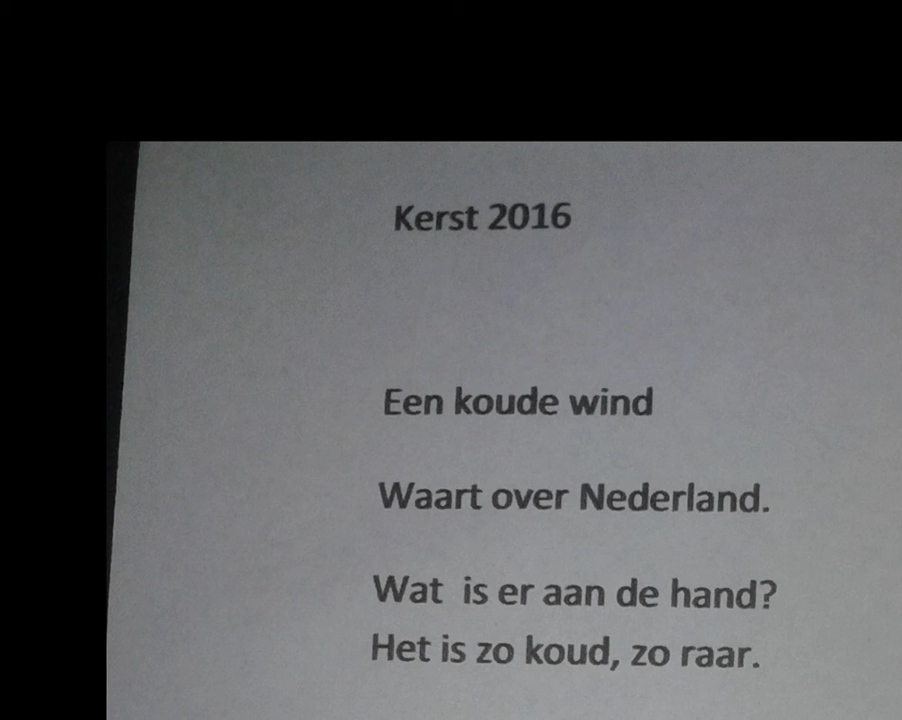 Kerst 2016
Een koude wind
Waart over Nederland.
Wat  is er aan de hand?
Het is zo koud, zo raar.